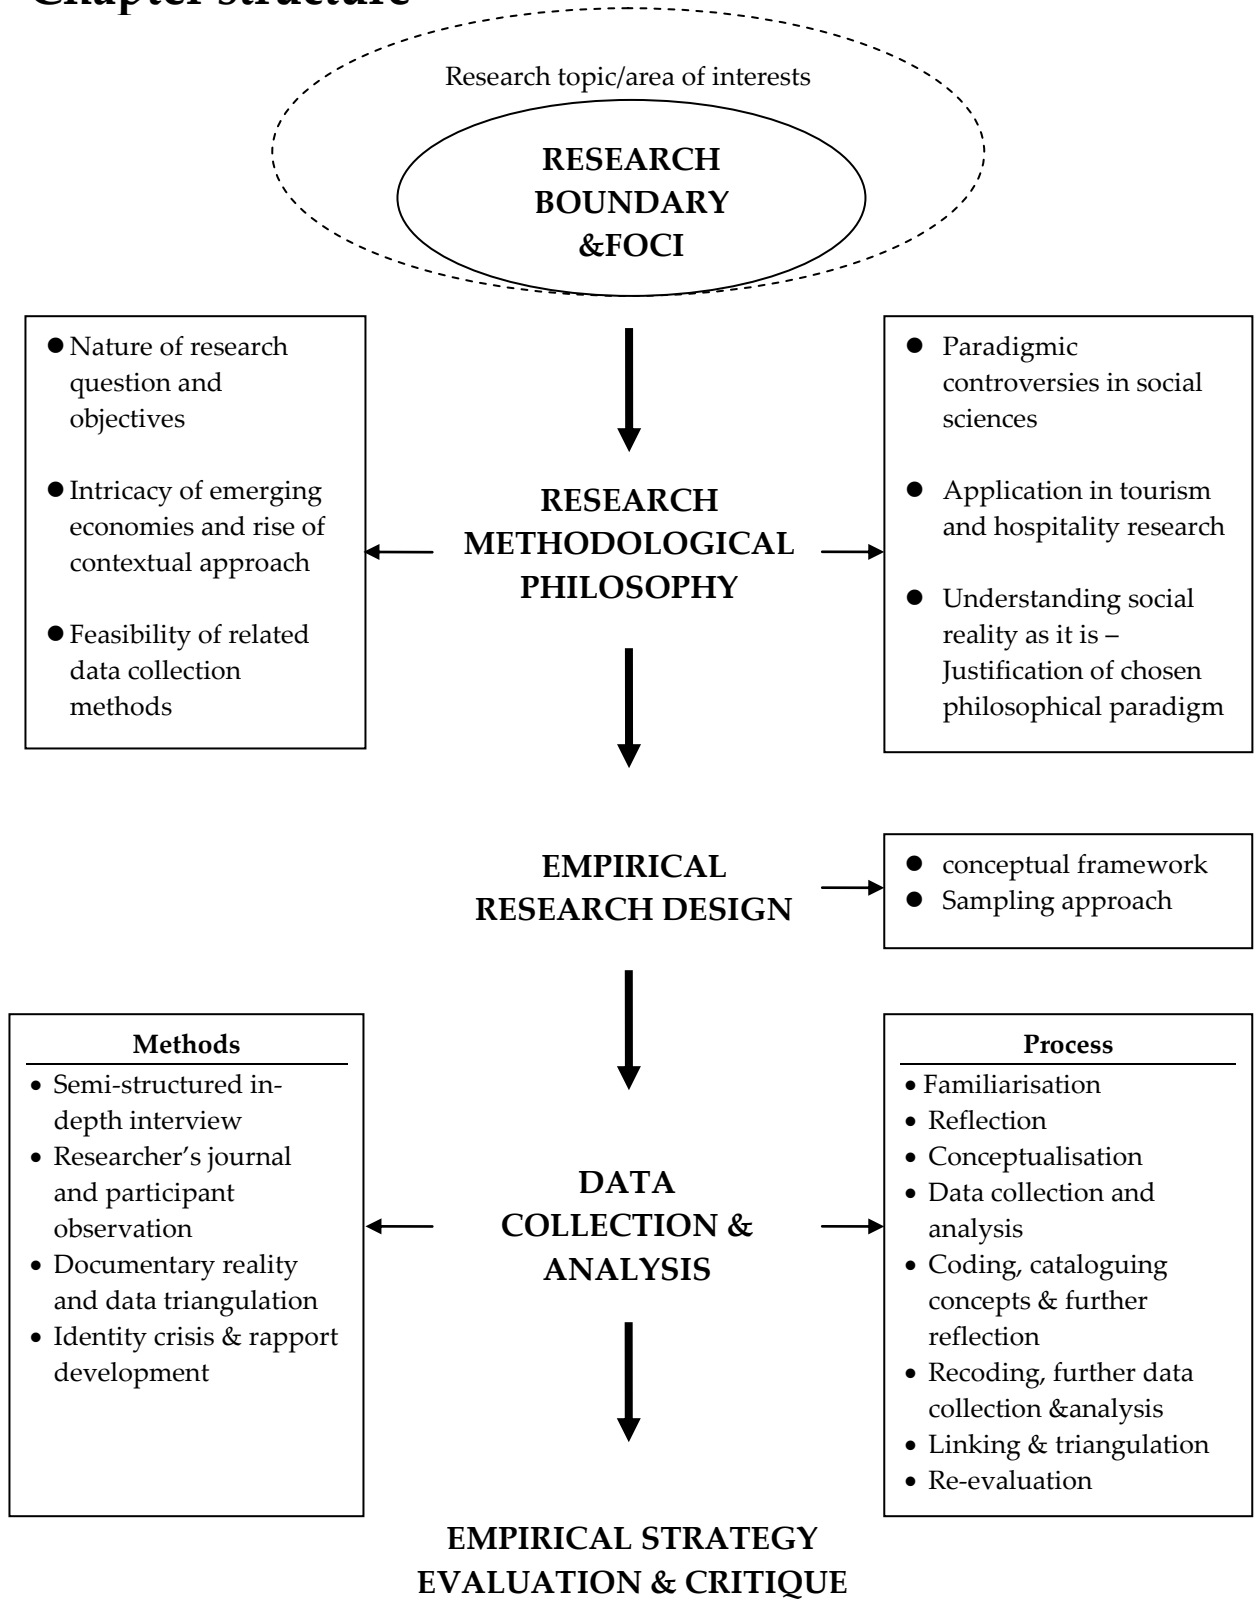 Chapter structure
Research topic/area of interests
RESEARCH
BOUNDARY
&FOCI
● Nature of research
question and
objectives
● Intricacy of emerging
economies and rise of
contextual approach
● Feasibility of related
data collection
methods
RESEARCH
METHODOLOGICAL
PHILOSOPHY
● Paradigmic
controversies in social
sciences
● Application in tourism
and hospitality research
● Understanding social
reality as it is –
Justification of chosen
philosophical paradigm
EMPIRICAL
RESEARCH DESIGN
● conceptual framework
● Sampling approach
Methods
• Semi-structured in-
depth interview
• Researcher’s journal
and participant
observation
• Documentary reality
and data triangulation
• Identity crisis & rapport
development
DATA
COLLECTION &
ANALYSIS
Process
• Familiarisation
• Reflection
• Conceptualisation
• Data collection and
analysis
• Coding, cataloguing
concepts & further
reflection
• Recoding, further data
collection &analysis
• Linking & triangulation
• Re-evaluation
EMPIRICAL STRATEGY
EVALUATION & CRITIQUE